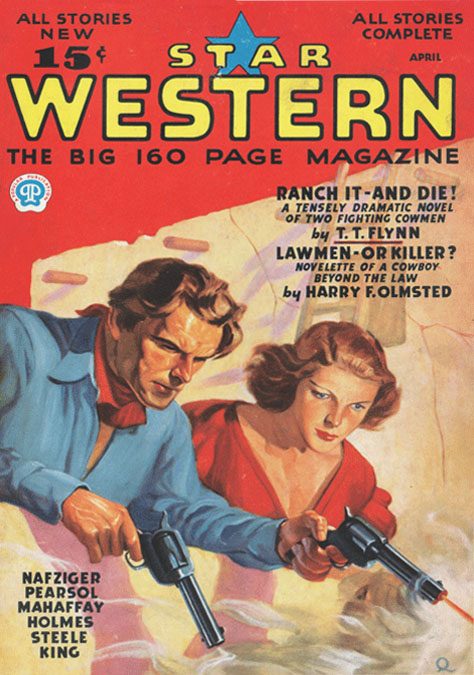 ALL STORIES
NEW
15¢
ALL STORIES
COMPLETE
APRIL
STAR
WESTERN
THE BIG 160 PAGE MAGAZINE
RANCH IT-AND DIE!
A TENSELY DRAMATIC NOVEL
OF TWO FIGHTING COWMEN
by T. T. FLYNN
LAWMEN-OR KILLER?
NOVELETTE OF A COWBOY
BEYOND THE LAW
by HARRY F. OLMSTED
NAFZIGER
PEARSOL
MAHAFFAY
HOLMES
STEELE
KING